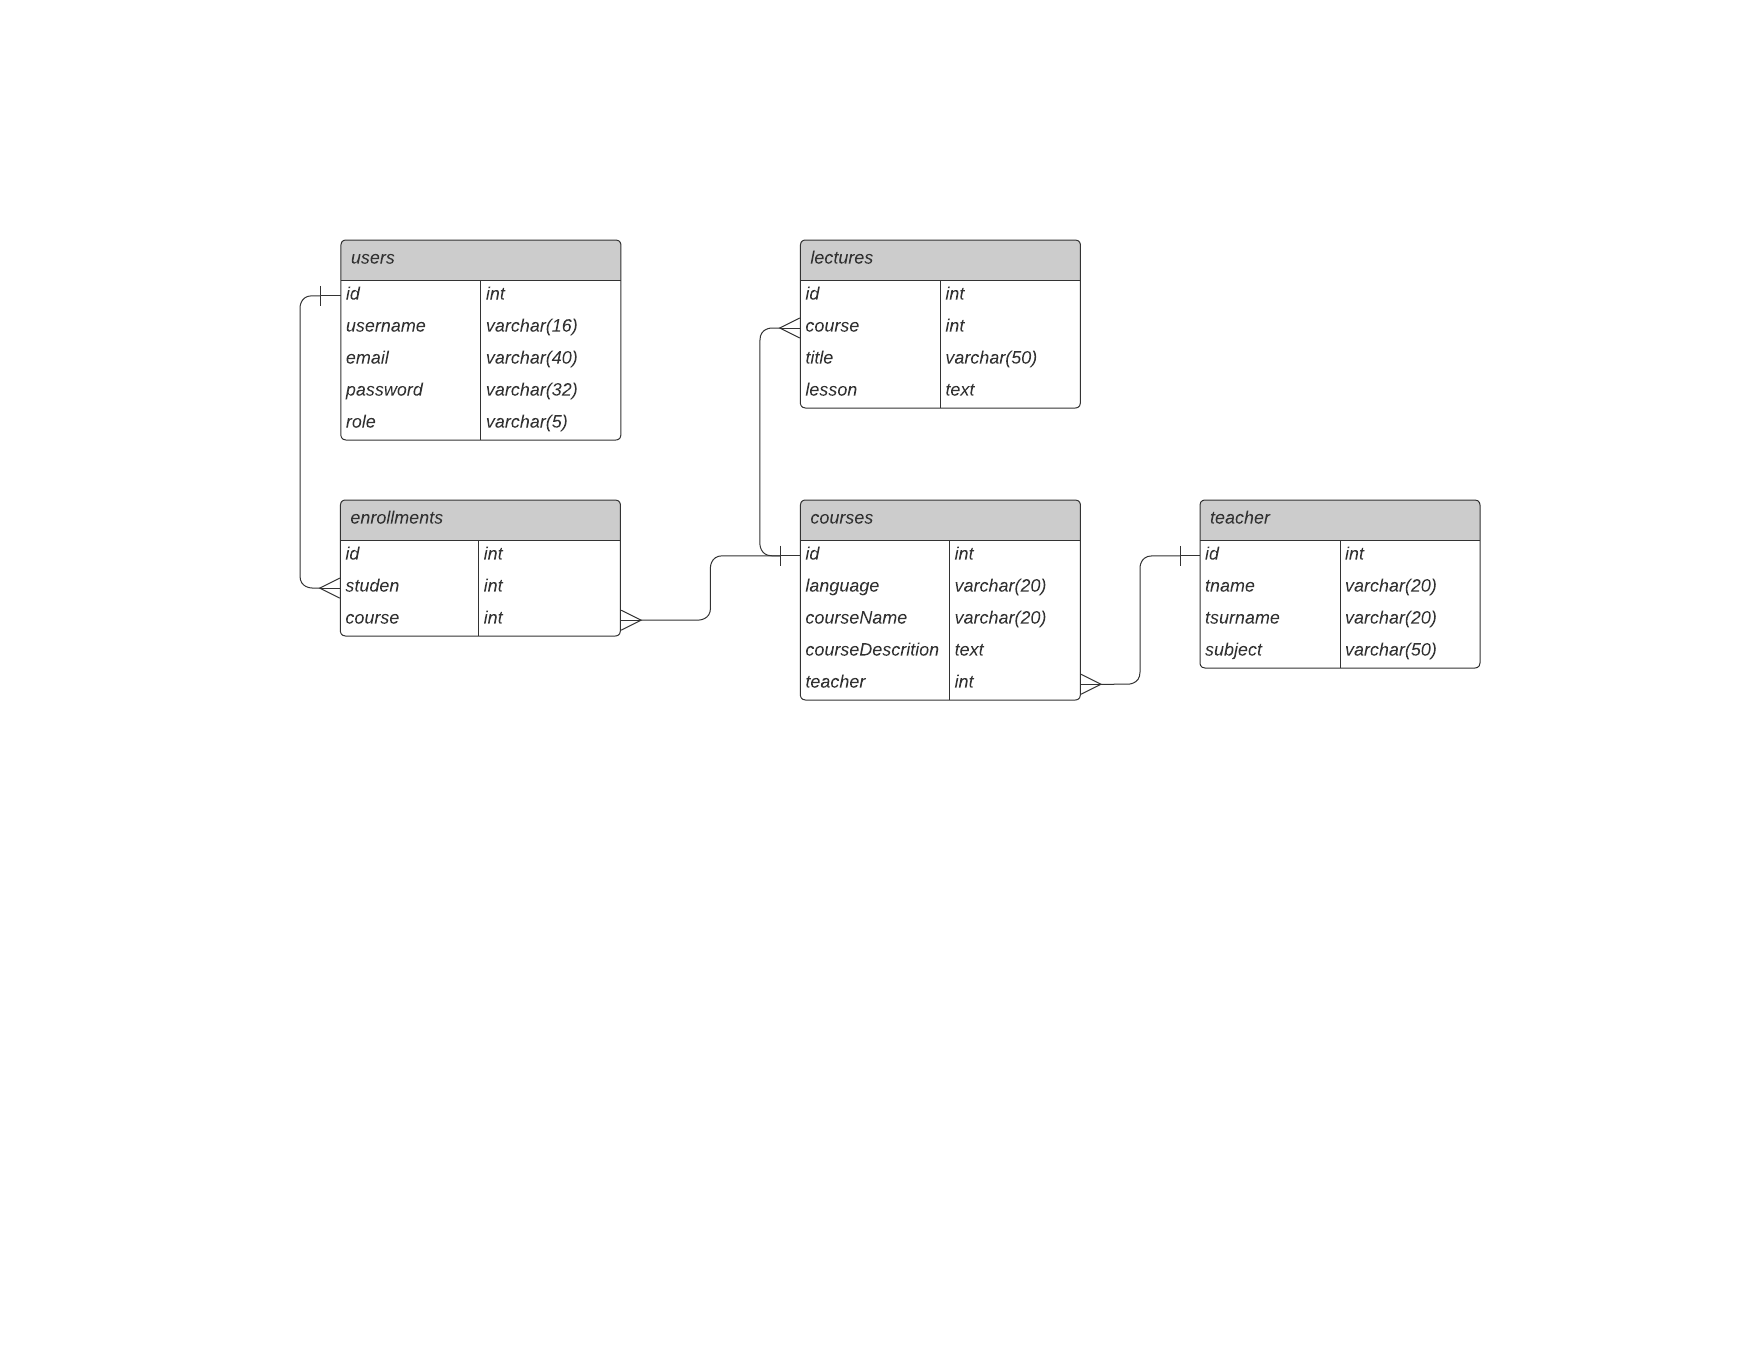 users
id int
username varchar(16)
email varchar(40)
password varchar(32)
role varchar(5)
lectures
id int
course int
title varchar(50)
lesson text
enrollments
id int
studen int
course int
courses
id int
language varchar(20)
courseName varchar(20)
courseDescrition text
teacher int
teacher
id int
tname varchar(20)
tsurname varchar(20)
subject varchar(50)